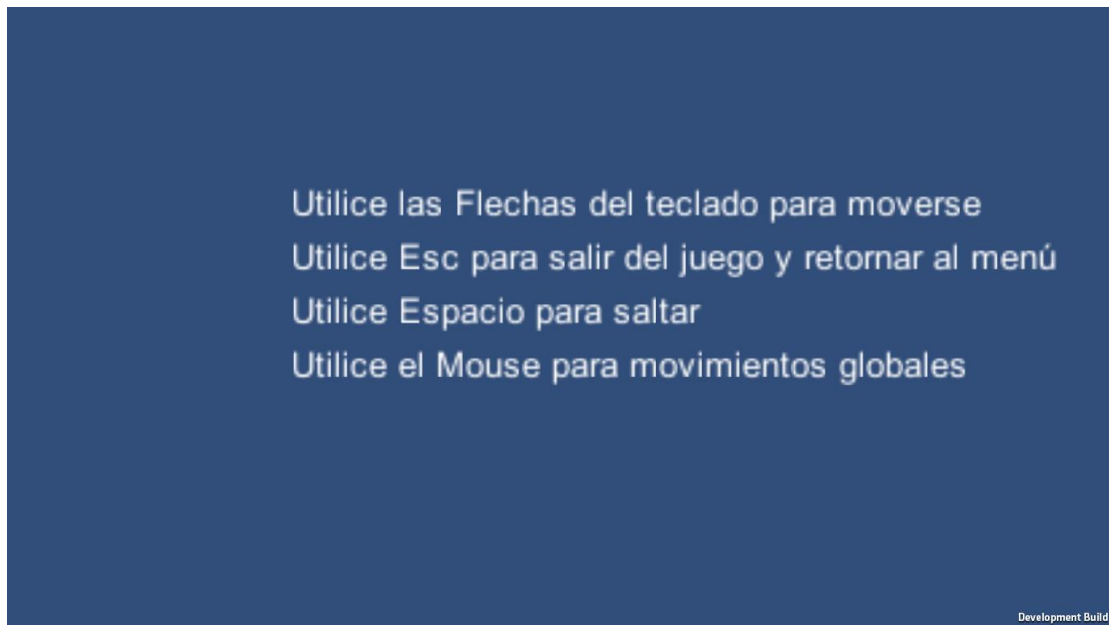 Utilice las Flechas del teclado para moverse
Utilice Esc para salir del juego y retornar al menú
Utilice Espacio para saltar
Utilice el Mouse para movimientos globales
Development Build